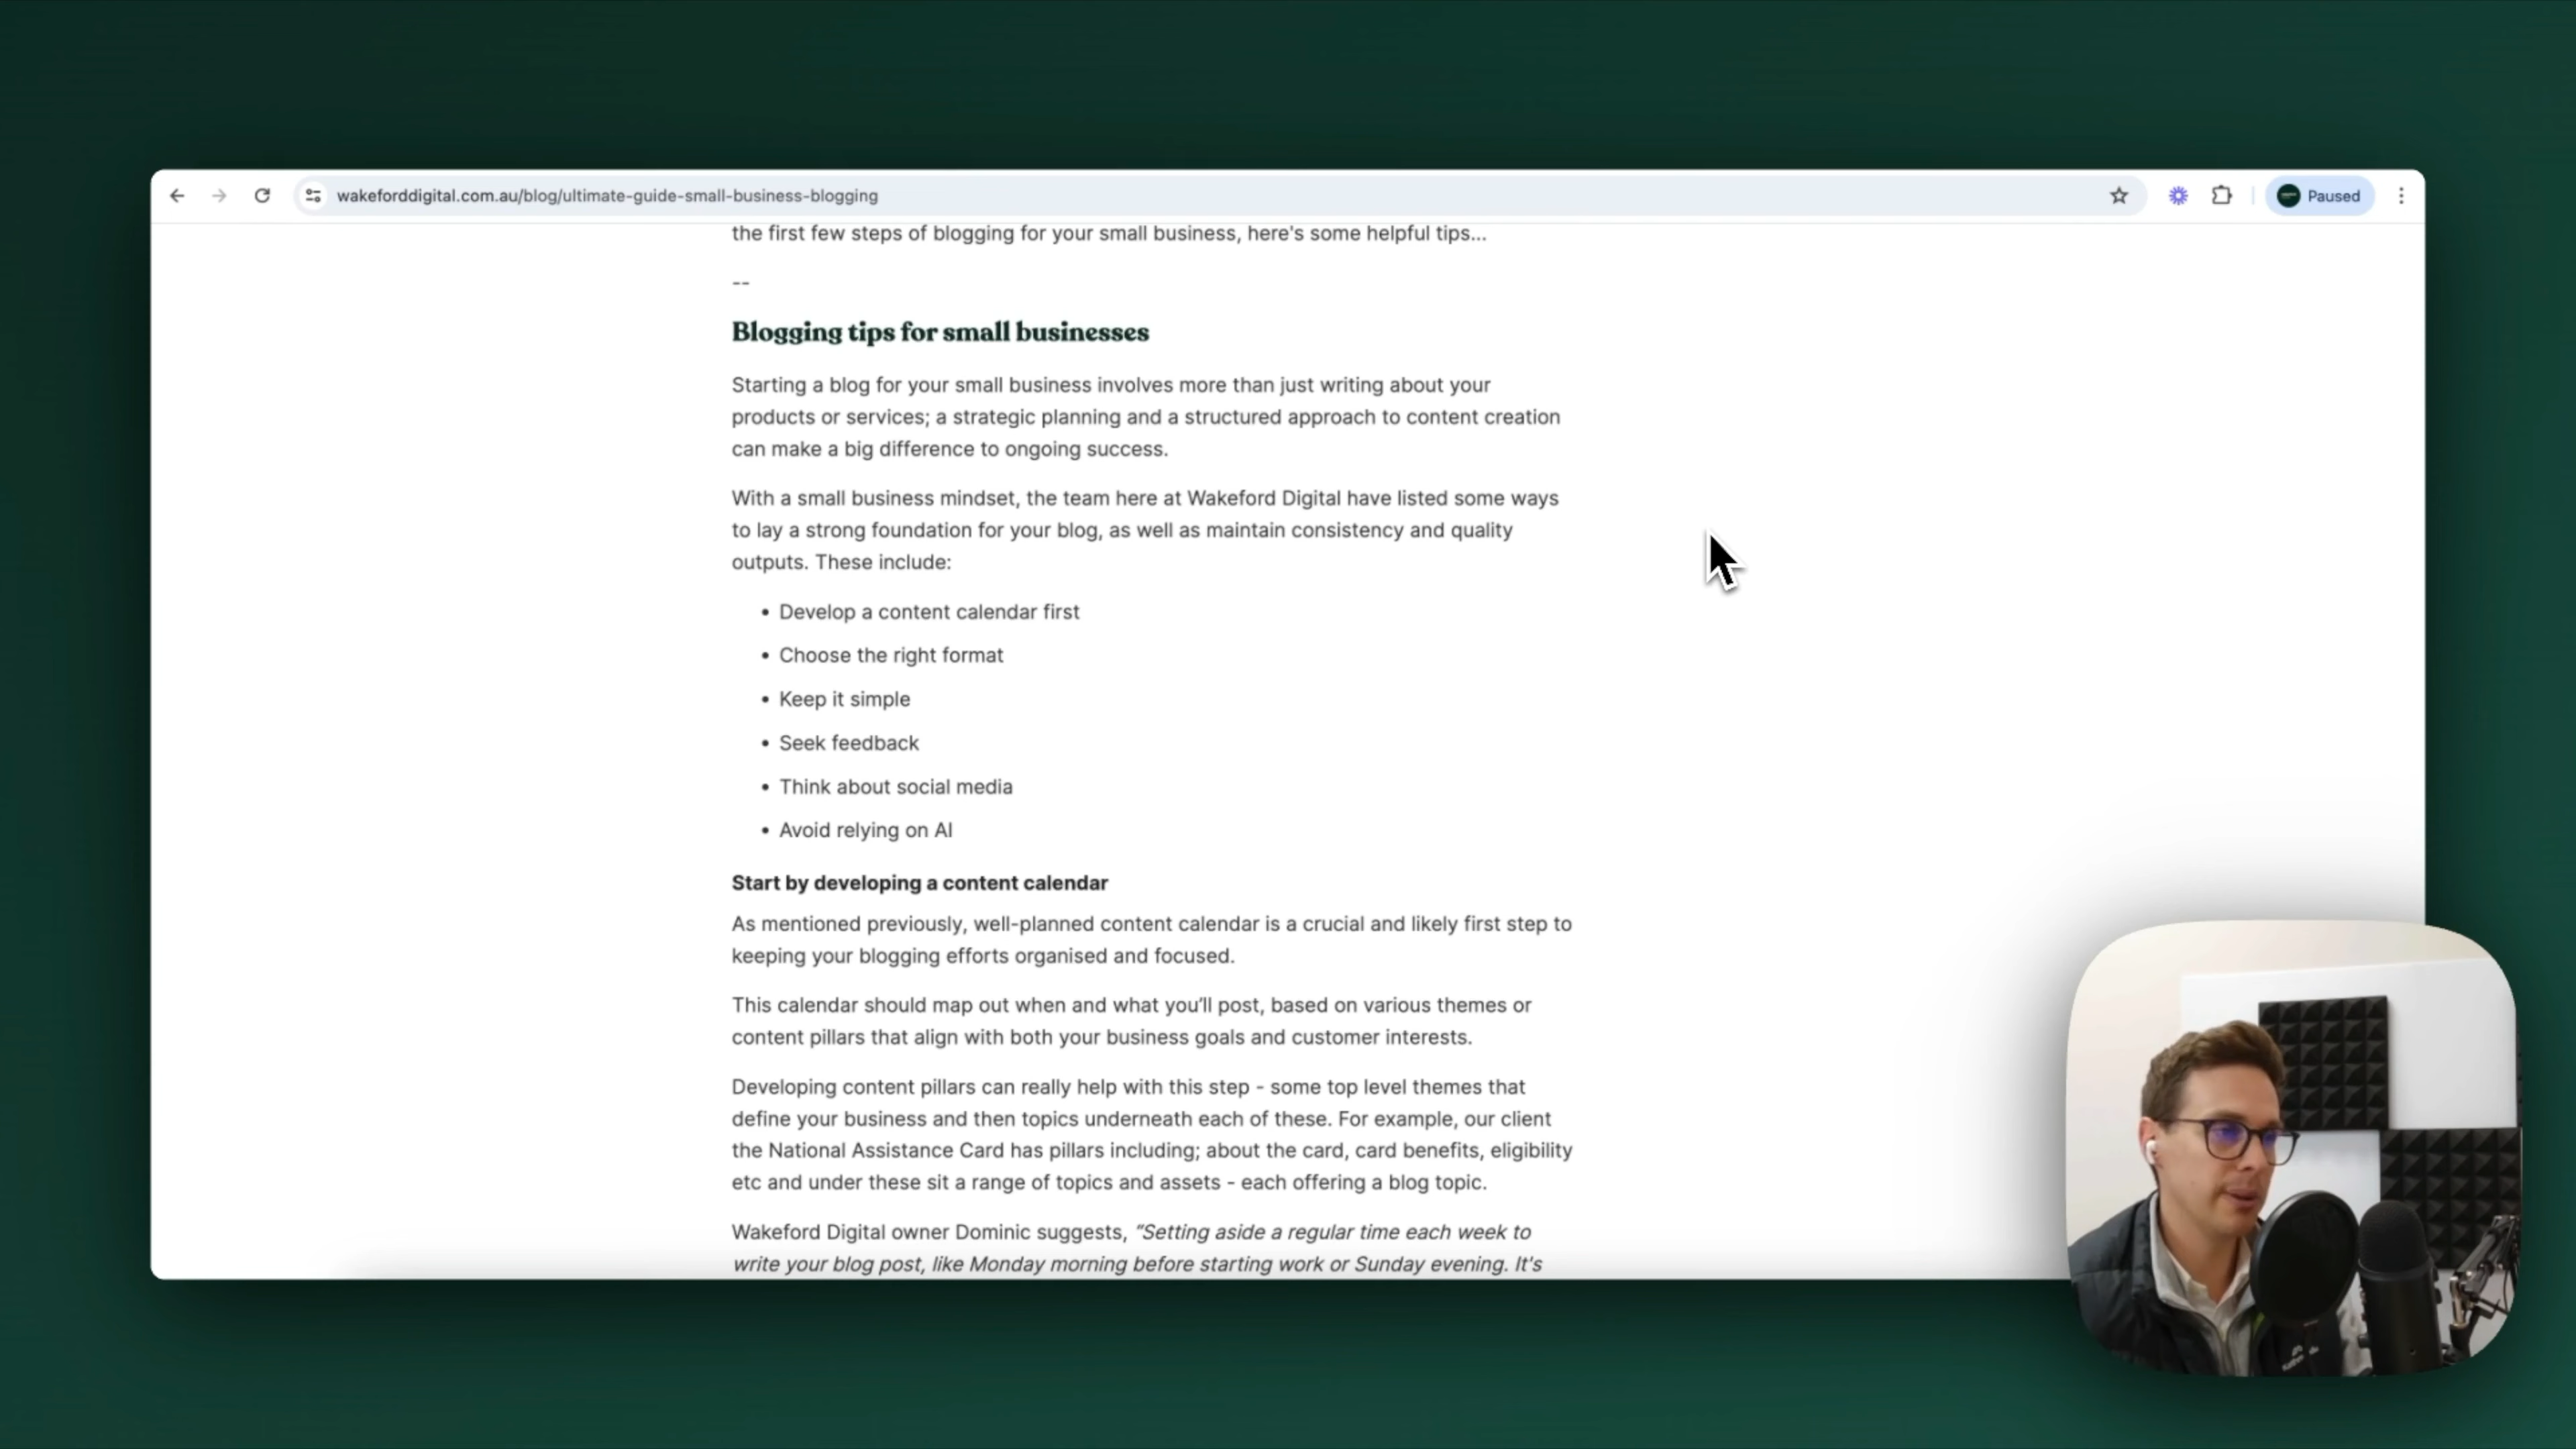 wakeforddigital.com.au/blog/ultimate-guide-small-business-blogging
Paused
the first few steps of blogging for your small business, here's some helpful tips...
--
Blogging tips for small businesses
Starting a blog for your small business involves more than just writing about your
products or services; a strategic planning and a structured approach to content creation
can make a big difference to ongoing success.
With a small business mindset, the team here at Wakeford Digital have listed some ways
to lay a strong foundation for your blog, as well as maintain consistency and quality
outputs. These include:
• Develop a content calendar first
• Choose the right format
• Keep it simple
• Seek feedback
• Think about social media
• Avoid relying on AI
Start by developing a content calendar
As mentioned previously, well-planned content calendar is a crucial and likely first step to
keeping your blogging efforts organised and focused.
This calendar should map out when and what you'll post, based on various themes or
content pillars that align with both your business goals and customer interests.
Developing content pillars can really help with this step - some top level themes that
define your business and then topics underneath each of these. For example, our client
the National Assistance Card has pillars including; about the card, card benefits, eligibility
etc and under these sit a range of topics and assets - each offering a blog topic.
Wakeford Digital owner Dominic suggests, “Setting aside a regular time each week to
write your blog post, like Monday morning before starting work or Sunday evening. It's